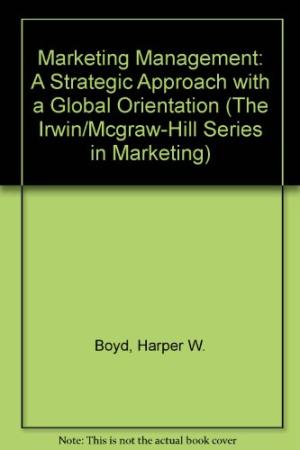 Marketing Management:
A Strategic Approach with
a Global Orientation (The
Irwin/Mcgraw-Hill Series
in Marketing)
Boyd, Harper W.
Note: This is not the actual book cover